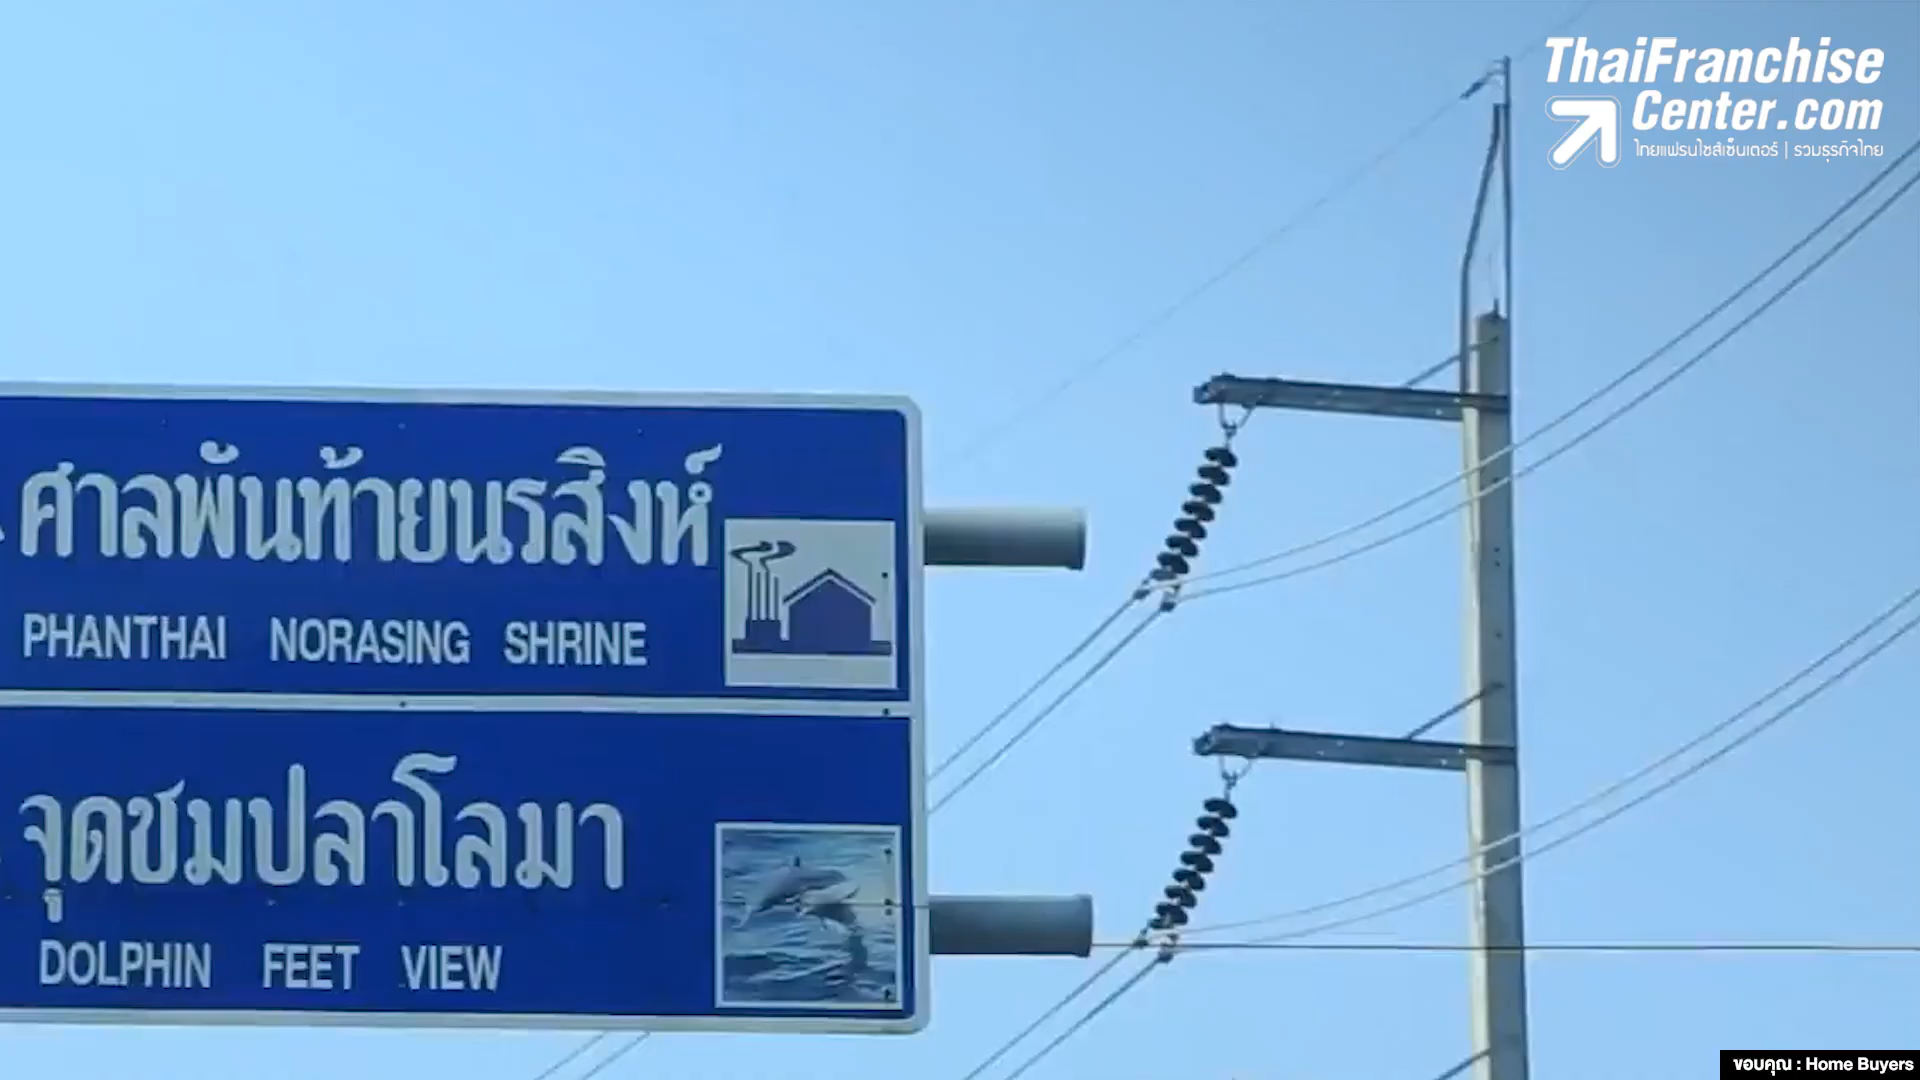 ThaiFranchise
Center.com
ไทยแฟรนไชส์เซ็นเตอร์ | รวมธุรกิจไทย
ศาลพันท้ายนรสิงห์
PHANTHAI NORASING SHRINE
จุดชมปลาโลมา
DOLPHIN FEET VIEW
ขอบคุณ : Home Buyers